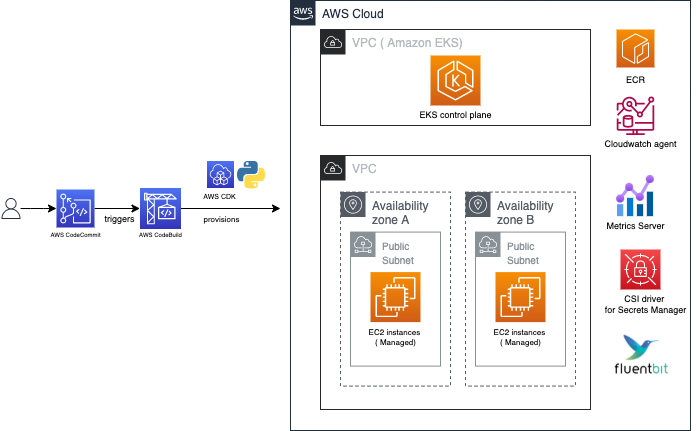 aws
AWS Cloud
VPC ( Amazon EKS)
K
EKS control plane
ECR
Cloudwatch agent
AWS CDK
AWS CodeCommit
triggers
AWS CodeBuild
provisions
VPC
Availability
zone A
Public
Subnet
EC2 instances
( Managed)
Availability
zone B
Public
Subnet
EC2 instances
( Managed)
Metrics Server
CSI driver
for Secrets Manager
fluentbit